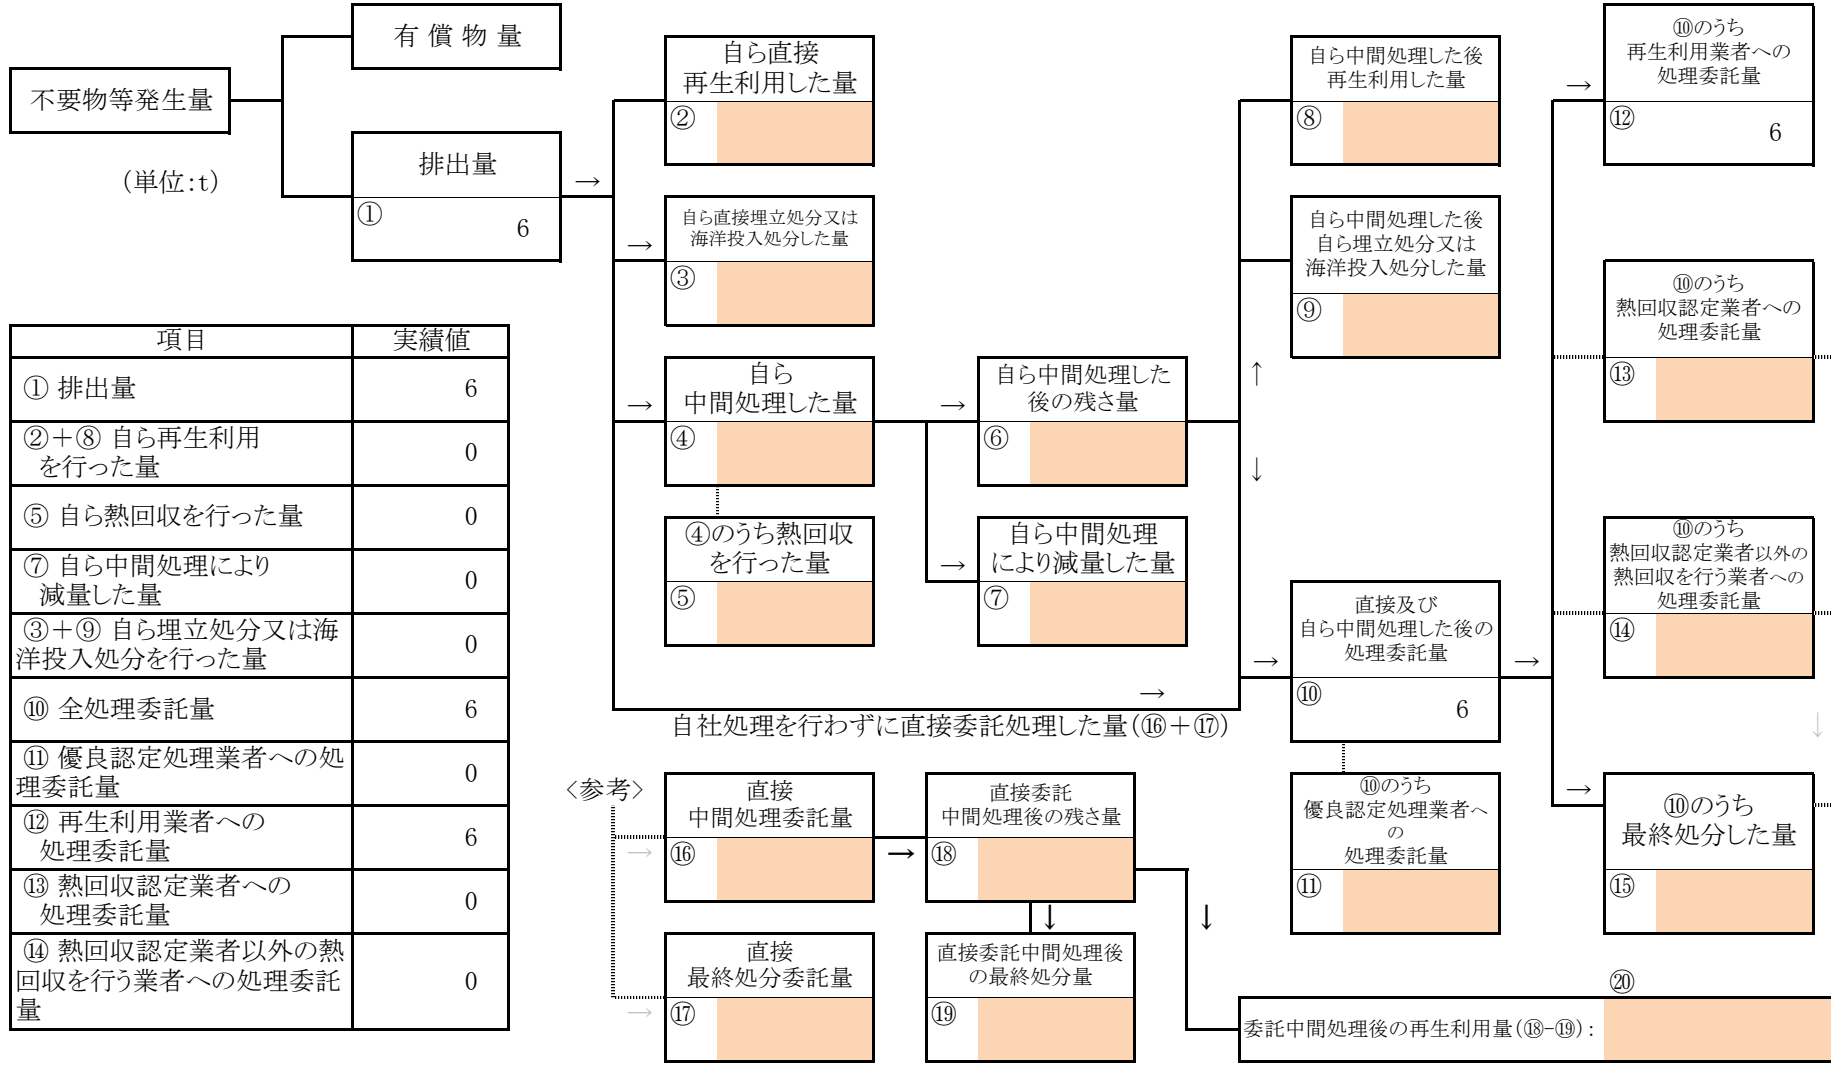 不要物等発生量
(単位:t)
有償物量
排出量
①
6
→
自ら直接
再生利用した量
②
→
自ら直接埋立処分又は
海洋投入処分した量
③
→
自ら
中間処理した量
④
④のうち熱回収
を行った量
⑤
→
自ら中間処理した
後の残さ量
⑥
→
自ら中間処理
により減量した量
⑦
↑
↓
自ら中間処理した後
再生利用した量
⑧
自ら中間処理した後
自ら埋立処分又は
海洋投入処分した量
⑨
→
自社処理を行わずに直接委託処理した量(⑯+⑰)
→
直接及び
自ら中間処理した後の
処理委託量
⑩
6
→
⑩のうち
優良認定処理業者へ
の
処理委託量
⑪
→
⑩のうち
再生利用業者への
処理委託量
⑫
6
⑩のうち
熱回収認定業者への
処理委託量
⑬
⑩のうち
熱回収認定業者以外の
熱回収を行う業者への
処理委託量
⑭
↓
→
⑩のうち
最終処分した量
⑮
項目 実績値
① 排出量 6
②+⑧ 自ら再生利用
を行った量 0
⑤ 自ら熱回収を行った量 0
⑦ 自ら中間処理により
減量した量 0
③+⑨ 自ら埋立処分又は海
洋投入処分を行った量 0
⑩ 全処理委託量 6
⑪ 優良認定処理業者への処
理委託量 0
⑫ 再生利用業者への
処理委託量 6
⑬ 熱回収認定業者への
処理委託量 0
⑭ 熱回収認定業者以外の熱
回収を行う業者への処理委託
量 0
<参考>
→
直接
中間処理委託量
⑯
→
直接委託
中間処理後の残さ量
⑱
↓
↓
→
直接
最終処分委託量
⑰
直接委託中間処理後
の最終処分量
⑲
⑳
委託中間処理後の再生利用量(⑱-⑲):